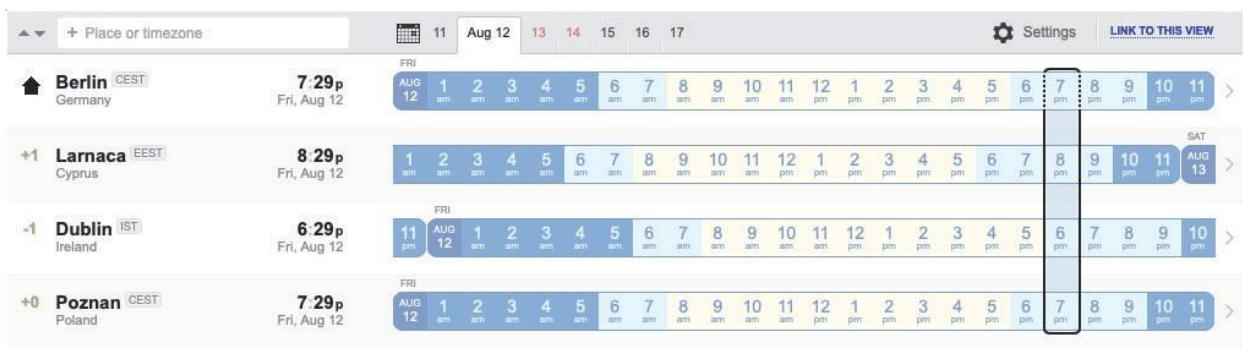 + Place or timezone 11 Aug 12 13 14 15 16 17 Settings LINK TO THIS VIEW
FRI
Berlin CEST 7:29p AUG 12 1 am 2 am 3 am 4 am 5 am 6 am 7 am 8 am 9 am 10 am 11 am 12 pm 1 pm 2 pm 3 pm 4 pm 5 pm 6 pm 7 pm 8 pm 9 pm 10 pm 11 pm
Germany Fri, Aug 12
SAT
+1 Larnaca EEST 8:29p 1 am 2 am 3 am 4 am 5 am 6 am 7 am 8 am 9 am 10 am 11 am 12 pm 1 pm 2 pm 3 pm 4 pm 5 pm 6 pm 7 pm 8 pm 9 pm 10 pm 11 pm AUG 13
Cyprus Fri, Aug 12
FRI
-1 Dublin IST 6:29p 11 pm AUG 12 1 am 2 am 3 am 4 am 5 am 6 am 7 am 8 am 9 am 10 am 11 am 12 pm 1 pm 2 pm 3 pm 4 pm 5 pm 6 pm 7 pm 8 pm 9 pm 10 pm
Ireland Fri, Aug 12
FRI
+0 Poznan CEST 7:29p AUG 12 1 am 2 am 3 am 4 am 5 am 6 am 7 am 8 am 9 am 10 am 11 am 12 pm 1 pm 2 pm 3 pm 4 pm 5 pm 6 pm 7 pm 8 pm 9 pm 10 pm 11 pm
Poland Fri, Aug 12